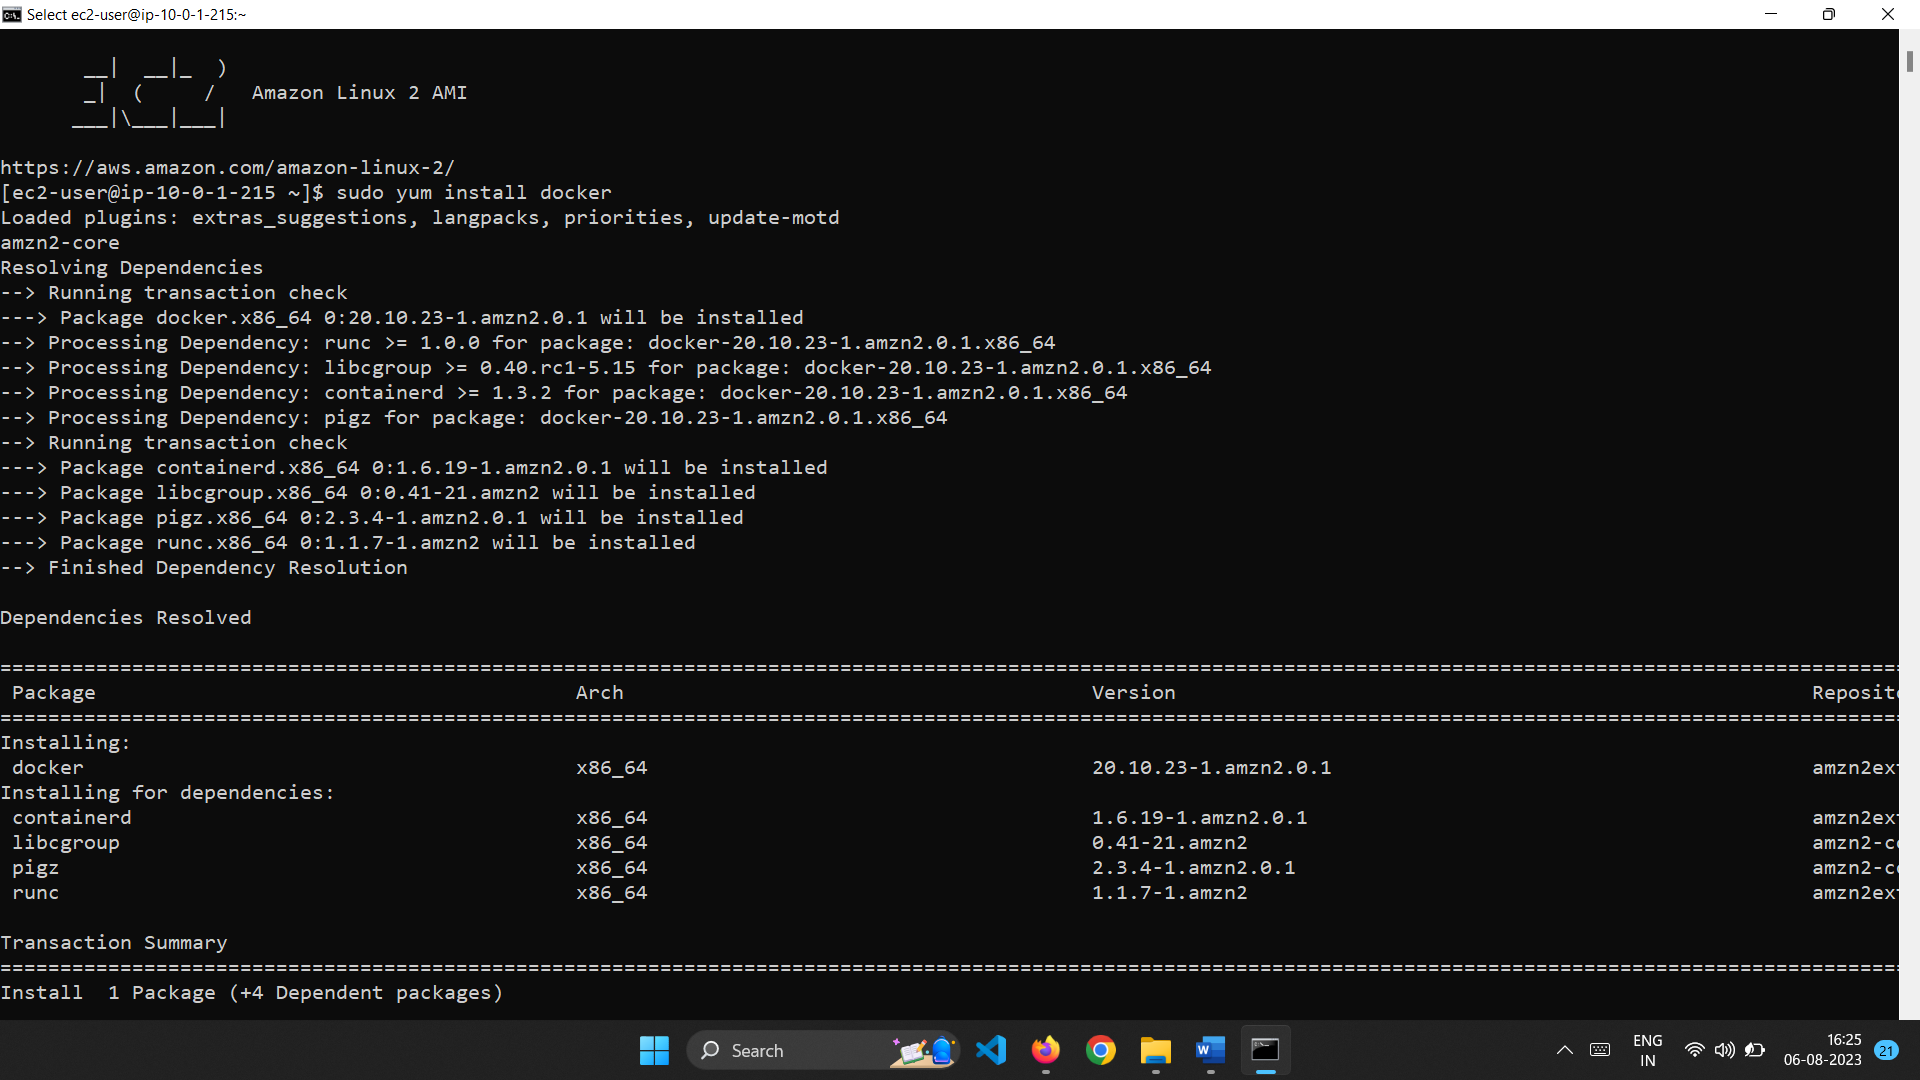 Select ec2-user@ip-10-0-1-215:~
__|  __|_  )
_|  (     /   Amazon Linux 2 AMI
___|\___|___|
https://aws.amazon.com/amazon-linux-2/
[ec2-user@ip-10-0-1-215 ~]$ sudo yum install docker
Loaded plugins: extras_suggestions, langpacks, priorities, update-motd
amzn2-core
Resolving Dependencies
--> Running transaction check
---> Package docker.x86_64 0:20.10.23-1.amzn2.0.1 will be installed
--> Processing Dependency: runc >= 1.0.0 for package: docker-20.10.23-1.amzn2.0.1.x86_64
--> Processing Dependency: libcgroup >= 0.40.rc1-5.15 for package: docker-20.10.23-1.amzn2.0.1.x86_64
--> Processing Dependency: containerd >= 1.3.2 for package: docker-20.10.23-1.amzn2.0.1.x86_64
--> Processing Dependency: pigz for package: docker-20.10.23-1.amzn2.0.1.x86_64
--> Running transaction check
---> Package containerd.x86_64 0:1.6.19-1.amzn2.0.1 will be installed
---> Package libcgroup.x86_64 0:0.41-21.amzn2 will be installed
---> Package pigz.x86_64 0:2.3.4-1.amzn2.0.1 will be installed
---> Package runc.x86_64 0:1.1.7-1.amzn2 will be installed
--> Finished Dependency Resolution
Dependencies Resolved
Package Arch Version Reposito
Installing:
docker x86_64 20.10.23-1.amzn2.0.1 amzn2ext
Installing for dependencies:
containerd x86_64 1.6.19-1.amzn2.0.1 amzn2ext
libcgroup x86_64 0.41-21.amzn2 amzn2-co
pigz x86_64 2.3.4-1.amzn2.0.1 amzn2-co
runc x86_64 1.1.7-1.amzn2 amzn2ext
Transaction Summary
Install  1 Package (+4 Dependent packages)
Search
ENG
IN
16:25
06-08-2023
21